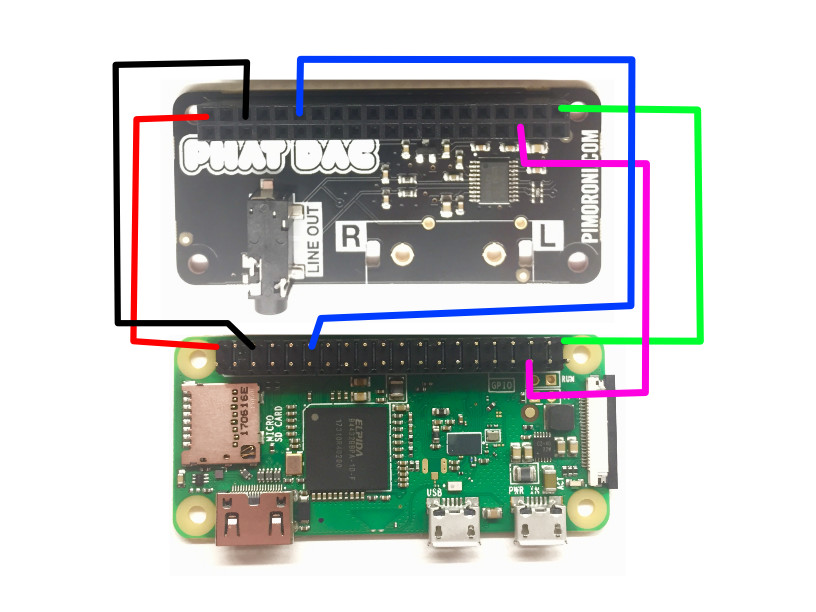 PHAT DAC
PIMORONI.COM
LINE OUT
R
L
GPIO
RUN
MICRO
SD CARD
170616E
ELPIDA
USB
PWR IN